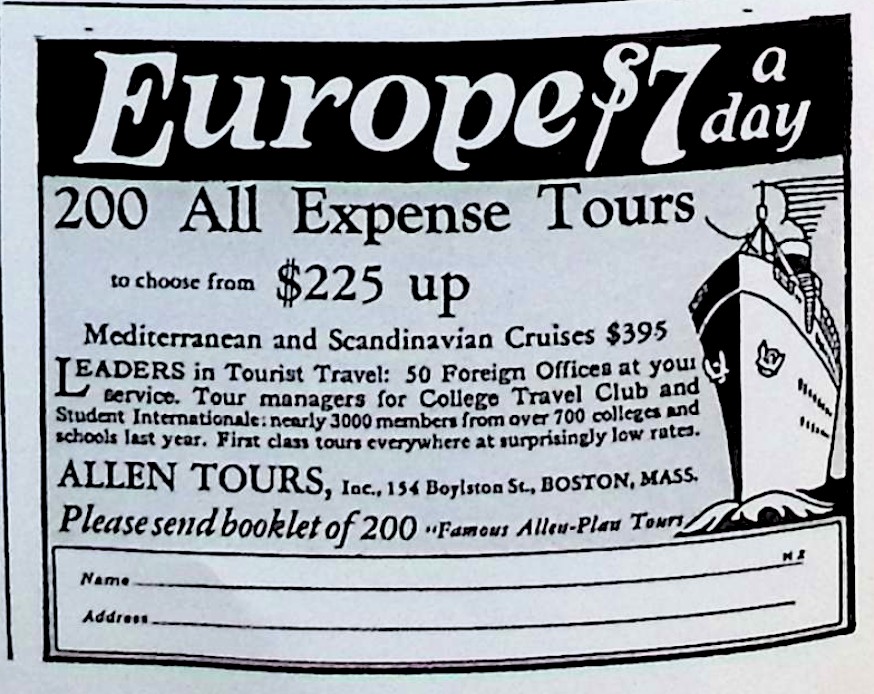 Europe $7 a day
200 All Expense Tours
to choose from $225 up
Mediterranean and Scandinavian Cruises $395
LEADERS in Tourist Travel: 50 Foreign Offices at your
service. Tour managers for College Travel Club and
Student Internationale: nearly 3000 members from over 700 colleges and
schools last year. First class tours everywhere at surprisingly low rates.
ALLEN TOURS, Inc., 154 Boylston St., BOSTON, MASS.
Please send booklet of 200 "Famous Allen-Plan Tours
Name
Address